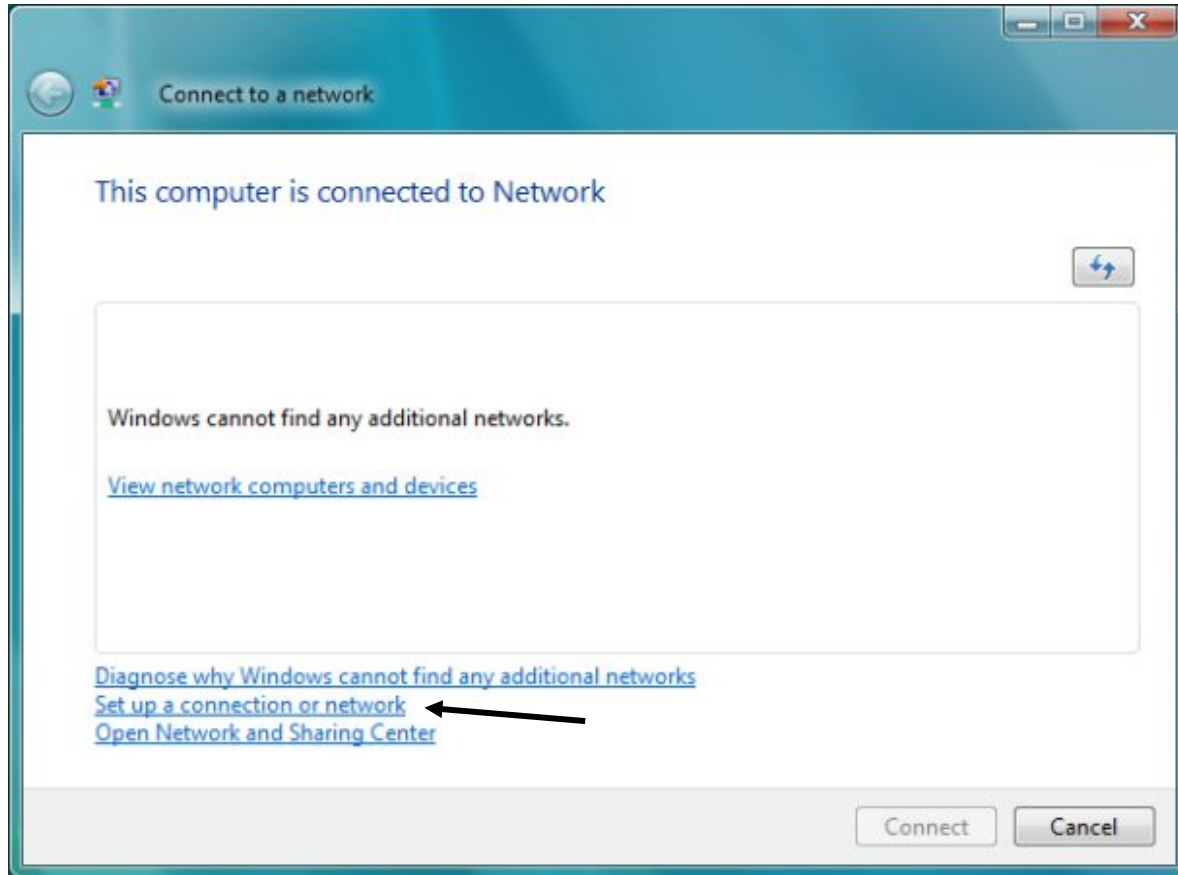 Connect to a network
This computer is connected to Network
Windows cannot find any additional networks.
View network computers and devices
Diagnose why Windows cannot find any additional networks
Set up a connection or network
Open Network and Sharing Center
Connect Cancel